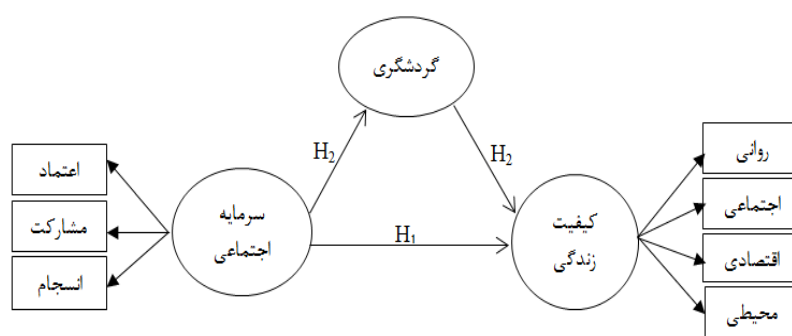 گردشگری
H2
H2
روانی
اعتماد
اجتماعی
مشارکت
سرمایه
اجتماعی
کیفیت
زندگی
H1
اقتصادی
انسجام
محیطی